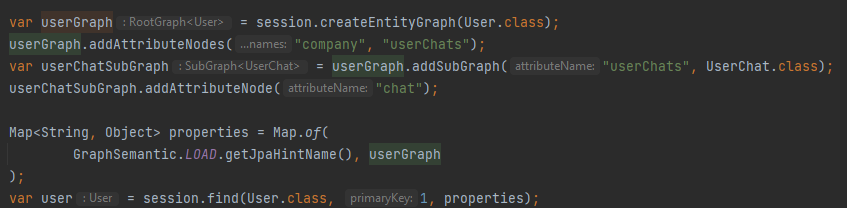 var userGraph : RootGraph<User> = session.createEntityGraph(User.class);
userGraph.addAttributeNodes( ...names: "company", "userChats");
var userChatSubGraph : SubGraph<UserChat> = userGraph.addSubGraph( attributeName: "userChats", UserChat.class);
userChatSubGraph.addAttributeNode( attributeName: "chat");
Map<String, Object> properties = Map.of(
GraphSemantic.LOAD.getJpaHintName(), userGraph
);
var user : User = session.find(User.class, primaryKey: 1, properties);